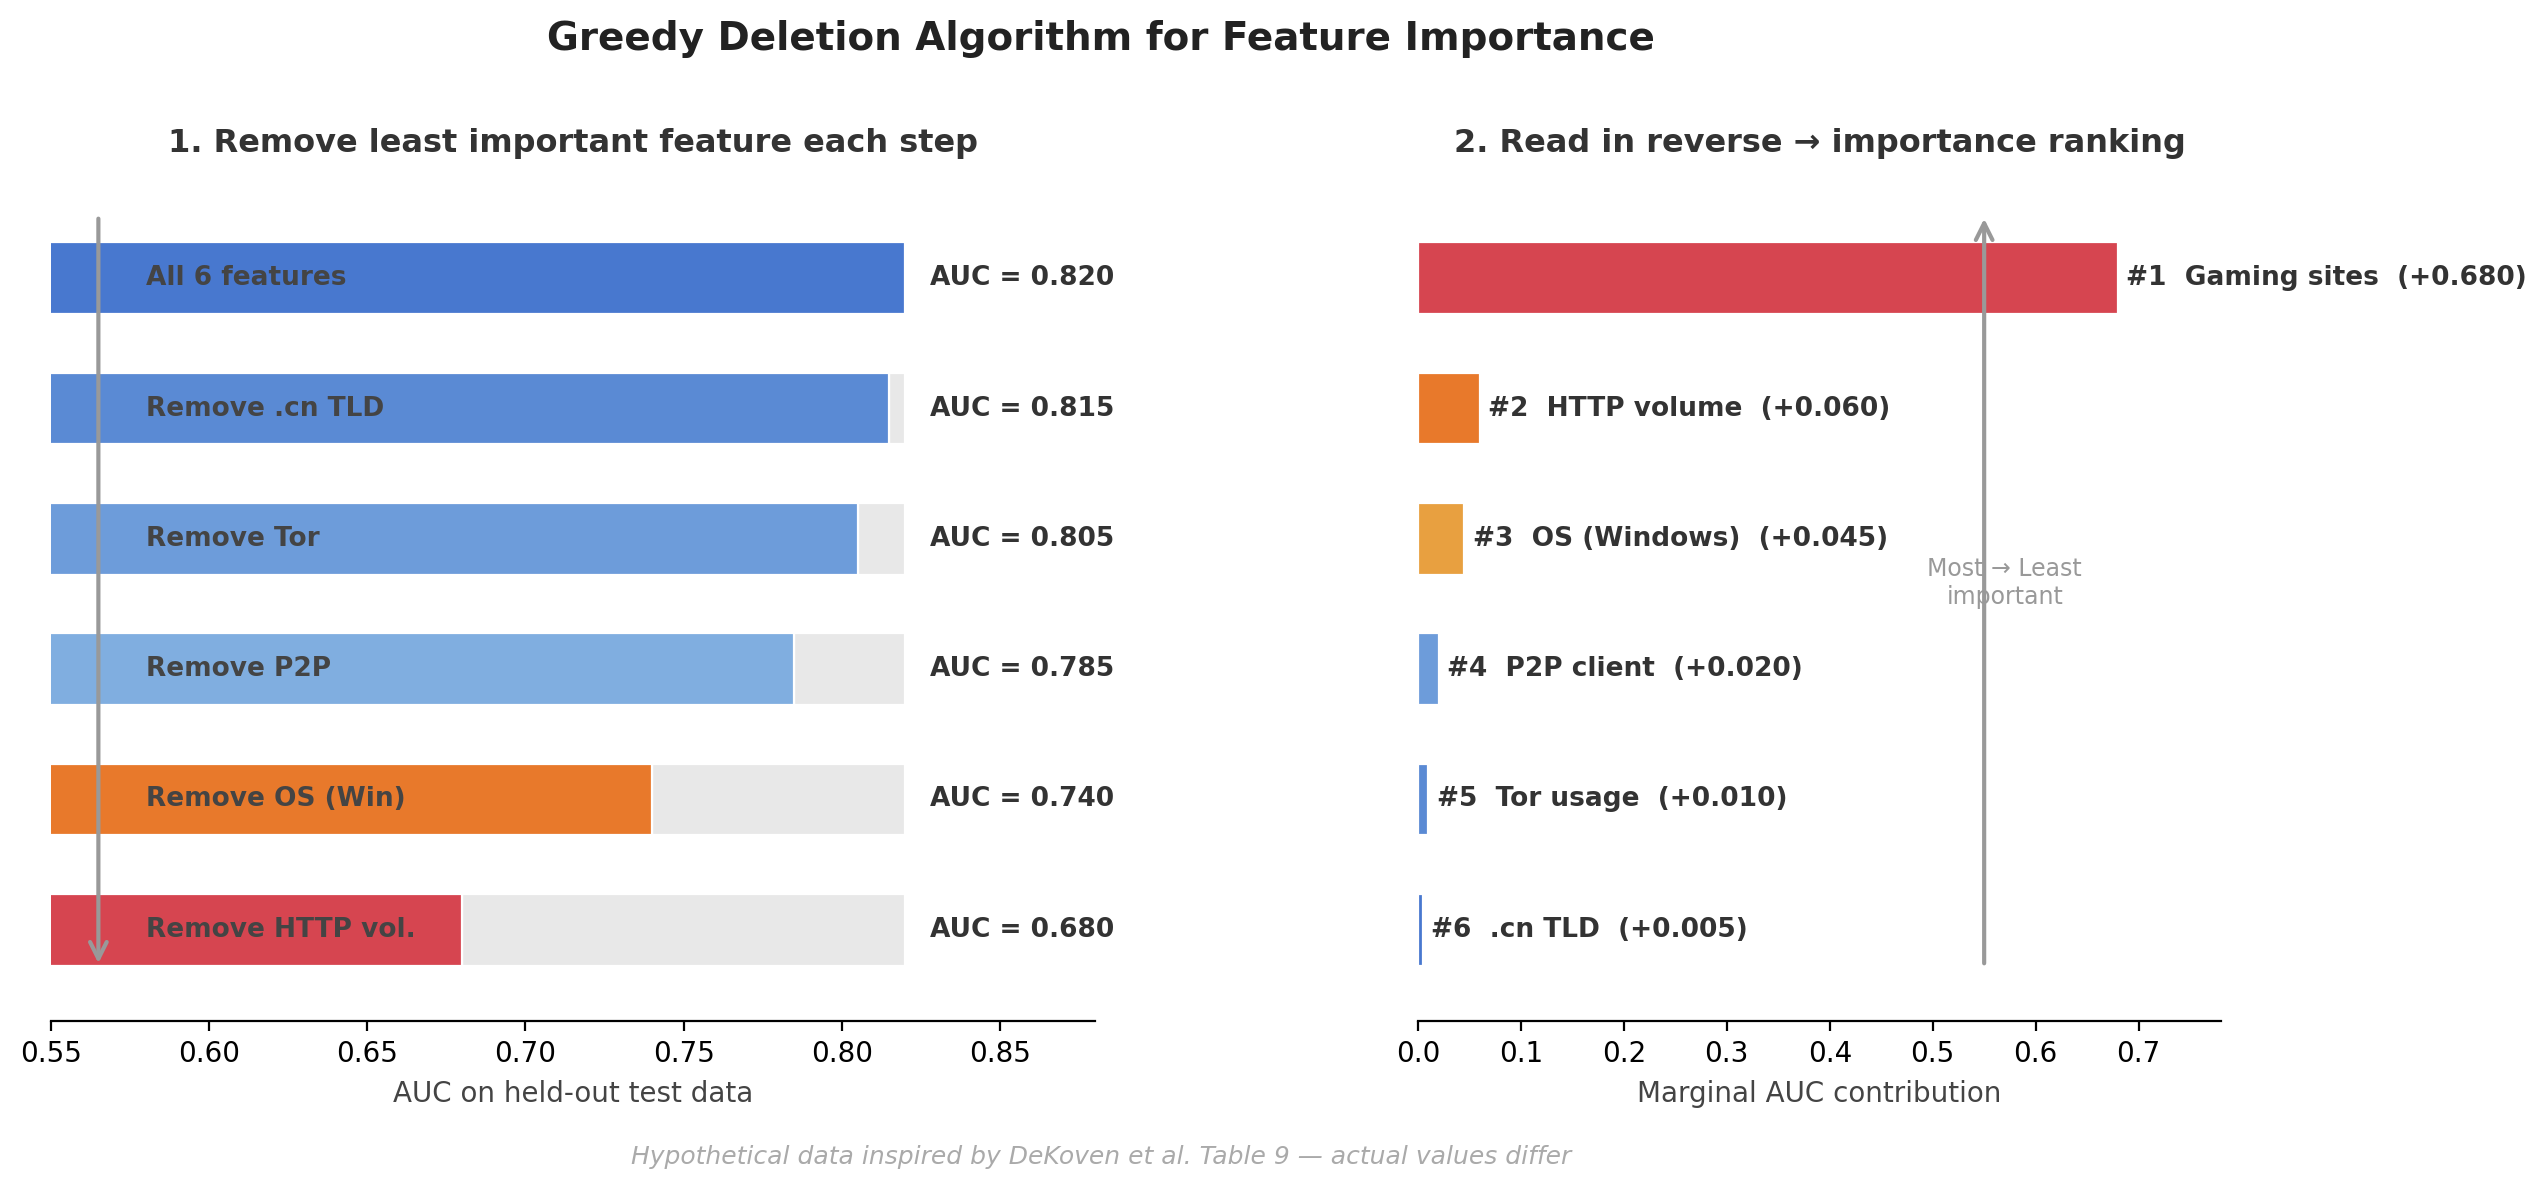 Greedy Deletion Algorithm for Feature Importance
1. Remove least important feature each step
All 6 features
AUC = 0.820
Remove .cn TLD
AUC = 0.815
Remove Tor
AUC = 0.805
Remove P2P
AUC = 0.785
Remove OS (Win)
AUC = 0.740
Remove HTTP vol.
AUC = 0.680
0.55 0.60 0.65 0.70 0.75 0.80 0.85
AUC on held-out test data
2. Read in reverse → importance ranking
#1 Gaming sites (+0.680)
#2 HTTP volume (+0.060)
#3 OS (Windows) (+0.045)
Most → Least
important
#4 P2P client (+0.020)
#5 Tor usage (+0.010)
#6 .cn TLD (+0.005)
0.0 0.1 0.2 0.3 0.4 0.5 0.6 0.7
Marginal AUC contribution
Hypothetical data inspired by DeKoven et al. Table 9 — actual values differ